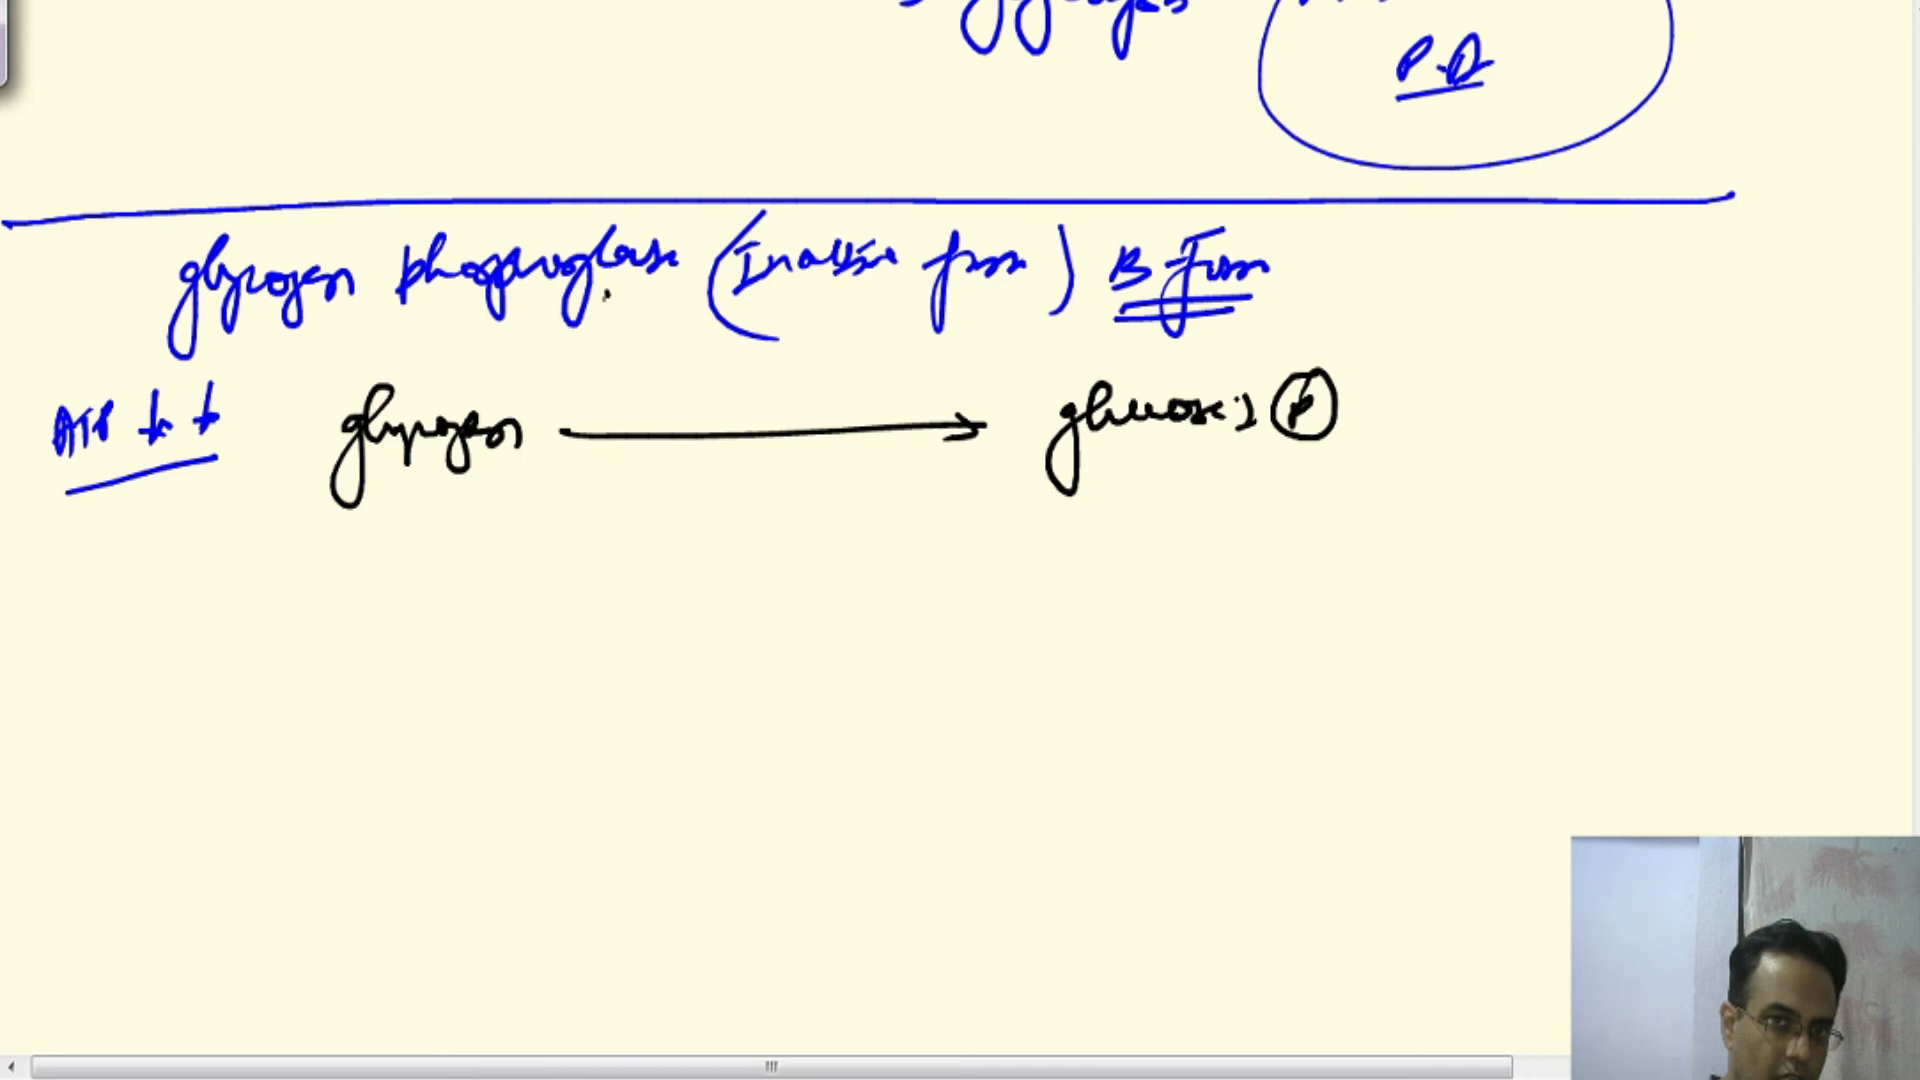 P.D
glycogen phosphorylase (Inactive form) B form
ATP ↓ ↓ glycogen → glucose 1 P